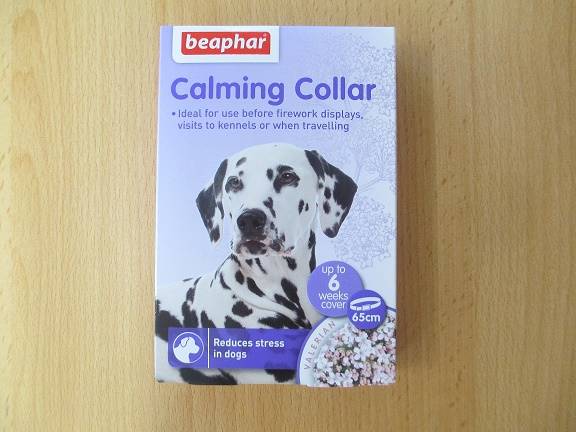 beaphar
Calming Collar
• Ideal for use before firework displays,
visits to kennels or when travelling
up to
6
weeks
cover
65cm
VALERIAN
Reduces stress
in dogs